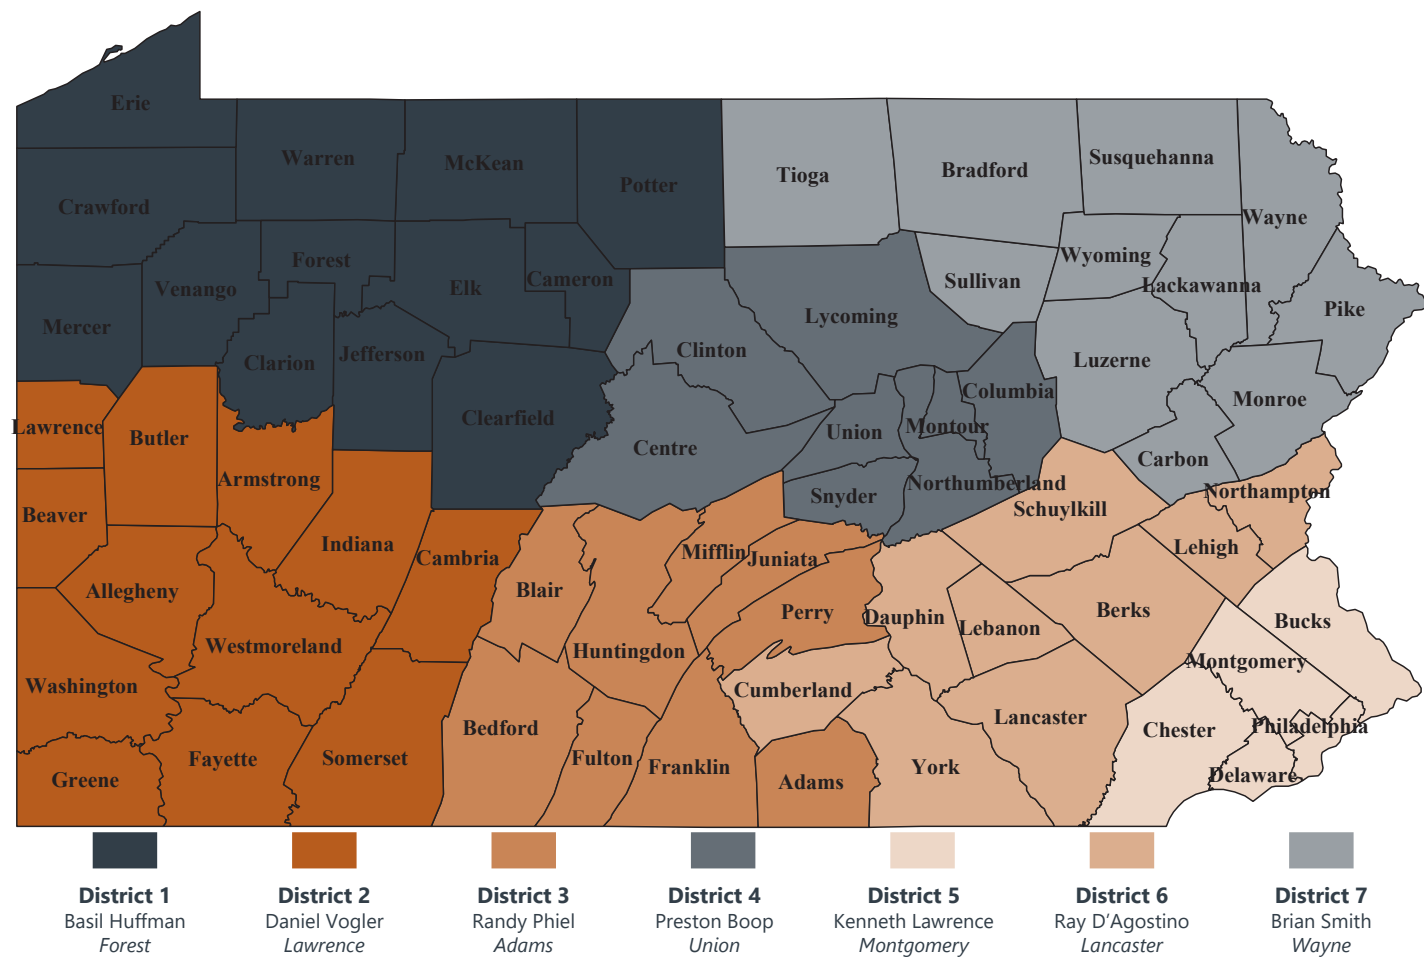 Erie
Warren
McKean
Susquehanna
Bradford
Tioga
Potter
Crawford
Wayne
Forest
Wyoming
Cameron
Sullivan
Lackawanna
Venango
Elk
Pike
Lycoming
Mercer
Clinton
Jefferson
Luzerne
Clarion
Columbia
Monroe
Clearfield
Lawrence
Montour
Union
Butler
Centre
Carbon
Armstrong
Northumberland
Northampton
Snyder
Schuylkill
Beaver
Indiana
Lehigh
Mifflin
Juniata
Cambria
Allegheny
Blair
Perry
Berks
Dauphin
Bucks
Lebanon
Westmoreland
Huntingdon
Montgomery
Washington
Cumberland
Lancaster
Bedford
Chester
Philadelphia
Fayette
Somerset
Fulton
Franklin
York
Delaware
Greene
Adams
District 1
Basil Huffman
Forest
District 2
Daniel Vogler
Lawrence
District 3
Randy Phiel
Adams
District 4
Preston Boop
Union
District 5
Kenneth Lawrence
Montgomery
District 6
Ray D’Agostino
Lancaster
District 7
Brian Smith
Wayne